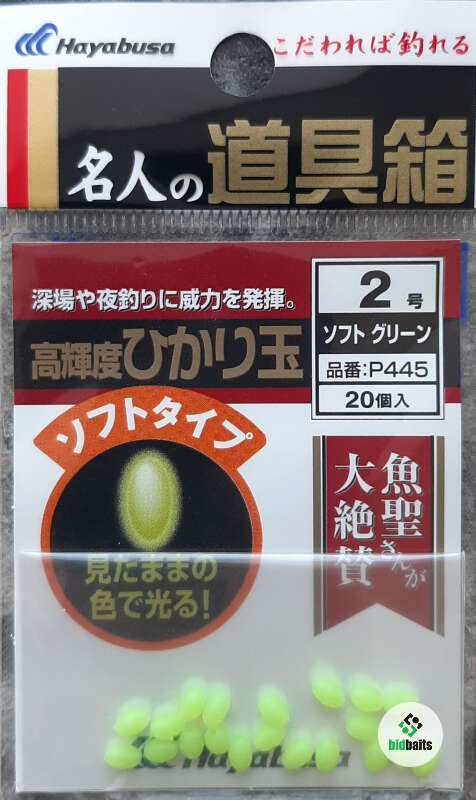 Hayabusa
こだわれば釣れる
名人の道具箱
深場や夜釣りに威力を発揮。
高輝度ひかり玉
2号
ソフト グリーン
品番:P445
20個入
ソフトタイプ
見たままの
色で光る!
魚聖さんが
大絶賛
Hayabusa
bidbaits